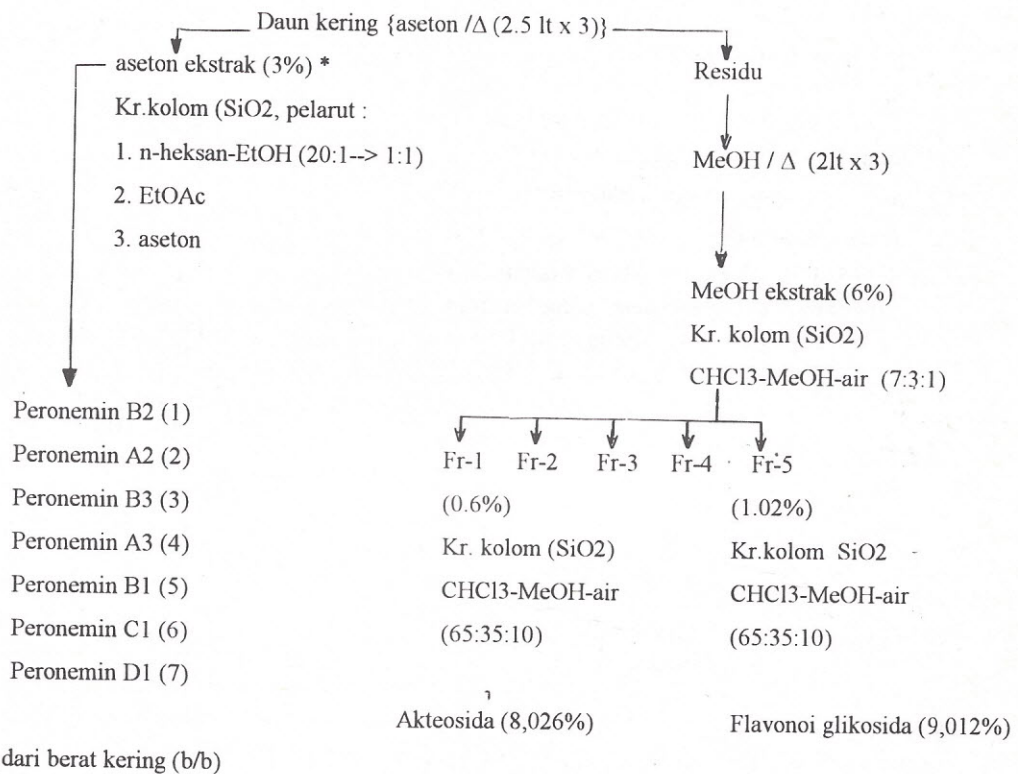 Daun kering {aseton /Δ (2.5 lt x 3)}
aseton ekstrak (3%) *
Kr.kolom (SiO2, pelarut :
1. n-heksan-EtOH (20:1--> 1:1)
2. EtOAc
3. aseton
Peronemin B2 (1)
Peronemin A2 (2)
Peronemin B3 (3)
Peronemin A3 (4)
Peronemin B1 (5)
Peronemin C1 (6)
Peronemin D1 (7)
Residu
MeOH / Δ (2lt x 3)
MeOH ekstrak (6%)
Kr. kolom (SiO2)
CHCl3-MeOH-air (7:3:1)
Fr-1 Fr-2 Fr-3 Fr-4 Fr-5
(0.6%)
Kr. kolom (SiO2)
CHCl3-MeOH-air
(65:35:10)
Akteosida (8,026%)
(1.02%)
Kr.kolom SiO2
CHCl3-MeOH-air
(65:35:10)
Flavonoi glikosida (9,012%)
dari berat kering (b/b)